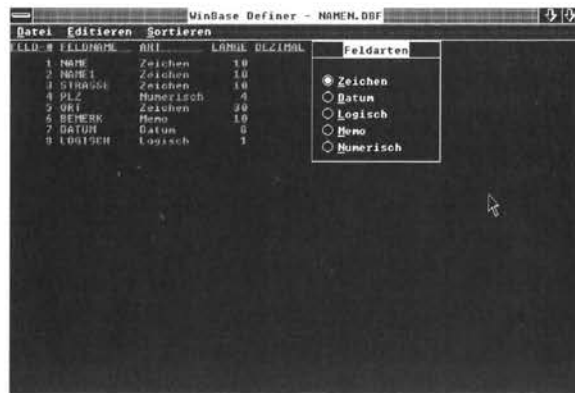 WinBase Definer - NAMEN.DBF
Datei Editieren Sortieren
FELD-# FELDNAME ART LÄNGE DEZIMAL
1 NAME Zeichen 10
2 NAME1 Zeichen 10
3 STRASSE Zeichen 10
4 PLZ Numerisch 4
5 ORT Zeichen 30
6 BEMERK Memo 10
7 DATUM Datum 8
8 LOGISCH Logisch 1
Feldarten
Zeichen
Datum
Logisch
Memo
Numerisch